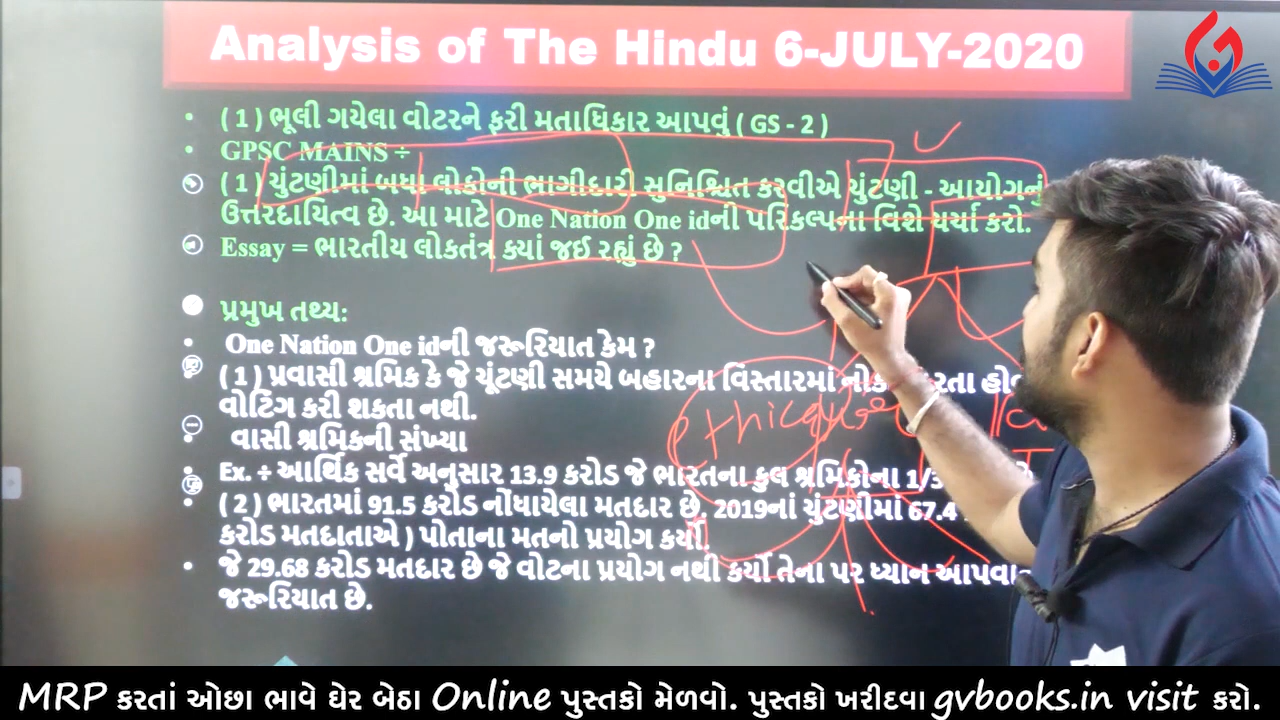 Analysis of The Hindu 6-JULY-2020
• ( 1 ) ભૂલી ગયેલા વોટરને ફરી મતાધિકાર આપવું ( GS - 2 )
• GPSC MAINS ÷
( 1 ) ચુંટણીમાં બધા લોકોની ભાગીદારી સુનિશ્ચિત કરવીએ ચુંટણી - આયોગનું
ઉત્તરદાયિત્વ છે. આ માટે One Nation One idની પરિકલ્પના વિશે ચર્ચા કરો.
Essay = ભારતીય લોકતંત્ર ક્યાં જઈ રહ્યું છે ?
પ્રમુખ તથ્યઃ
• One Nation One idની જરૂરિયાત કેમ ?
( 1 ) પ્રવાસી શ્રમિક કે જે ચૂંટણી સમયે બહારના વિસ્તારમાં
વોટિંગ કરી શકતા નથી.
• વાસી શ્રમિકની સંખ્યા
• Ex. ÷ આર્થિક સર્વે અનુસાર 13.9 કરોડ જે ભારતના કુલ શ્રમિકોના
• ( 2 ) ભારતમાં 91.5 કરોડ નોંધાયેલા મતદાર છે. 2019નાં ચુંટણીમાં 67.4
કરોડ મતદાતાએ ) પોતાના મતનો પ્રયોગ કર્યો.
• જે 29.68 કરોડ મતદાર છે જે વોટના પ્રયોગ નથી કર્યો તેના પર ધ્યાન
જરૂરિયાત છે.
MRP કરતાં ઓછા ભાવે ઘેર બેઠા Online પુસ્તકો મેળવો. પુસ્તકો ખરીદવા gvbooks.in visit કરો.